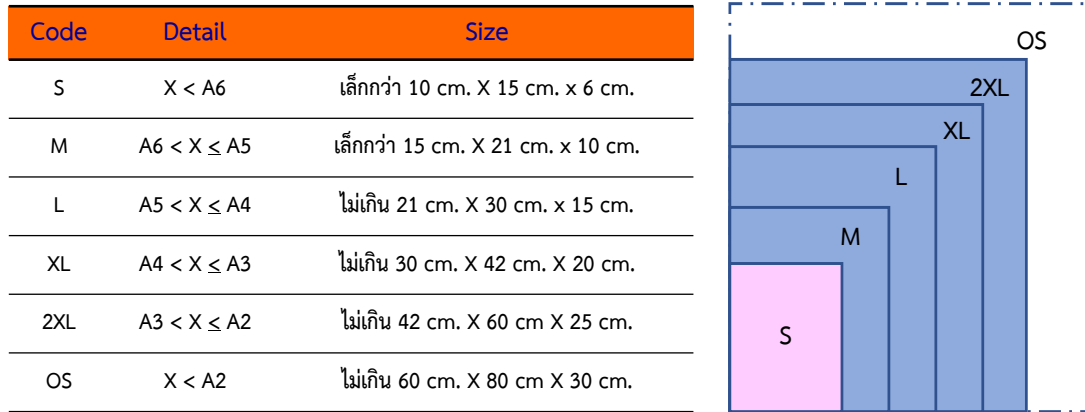 Code Detail Size
S X < A6 เล็กกว่า 10 cm. X 15 cm. x 6 cm.
M A6 < X ≤ A5 เล็กกว่า 15 cm. X 21 cm. x 10 cm.
L A5 < X ≤ A4 ไม่เกิน 21 cm. X 30 cm. x 15 cm.
XL A4 < X ≤ A3 ไม่เกิน 30 cm. X 42 cm. X 20 cm.
2XL A3 < X ≤ A2 ไม่เกิน 42 cm. X 60 cm X 25 cm.
OS X < A2 ไม่เกิน 60 cm. X 80 cm X 30 cm.
OS
2XL
XL
L
M
S